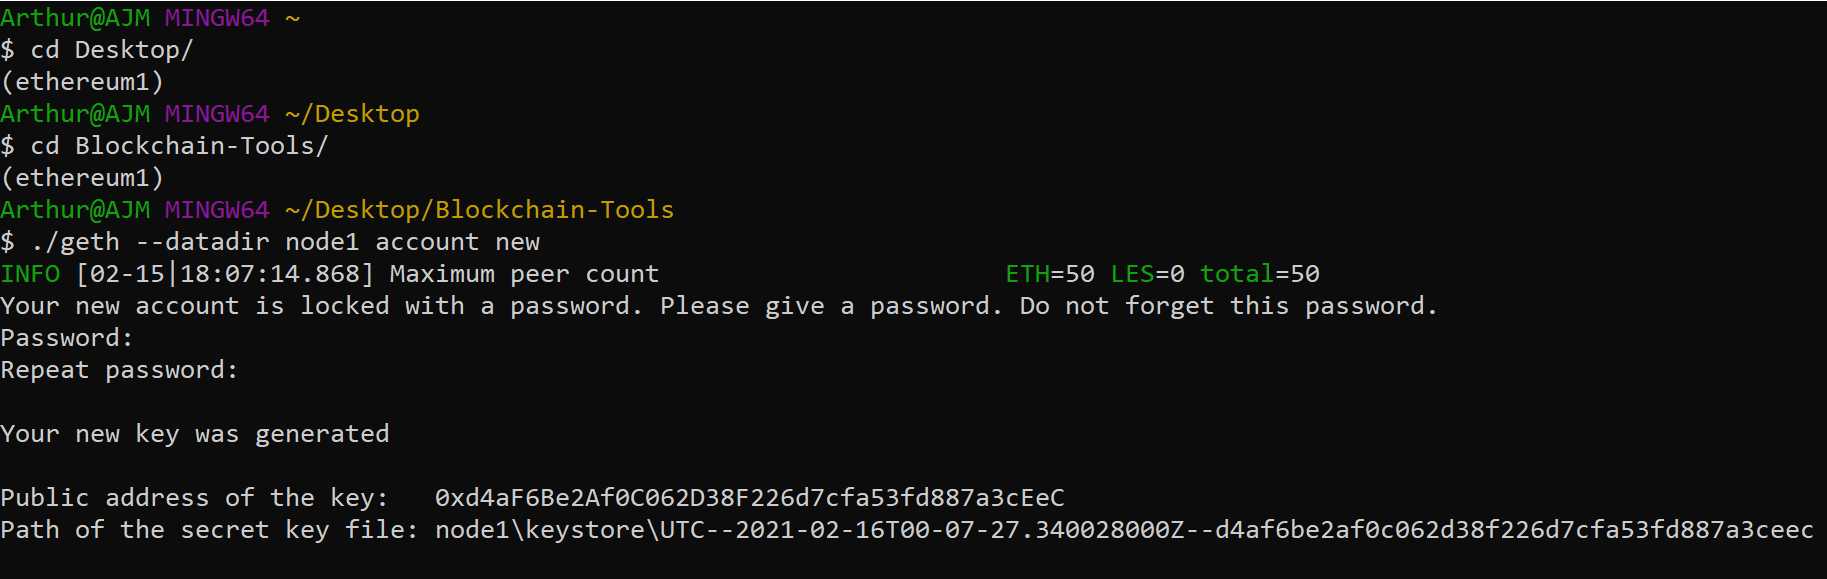 Arthur@AJM MINGW64 ~
$ cd Desktop/
(ethereum1)
Arthur@AJM MINGW64 ~/Desktop
$ cd Blockchain-Tools/
(ethereum1)
Arthur@AJM MINGW64 ~/Desktop/Blockchain-Tools
$ ./geth --datadir node1 account new
INFO [02-15|18:07:14.868] Maximum peer count                       ETH=50 LES=0 total=50
Your new account is locked with a password. Please give a password. Do not forget this password.
Password:
Repeat password:
Your new key was generated
Public address of the key:   0xd4aF6Be2Af0C062D38F226d7cfa53fd887a3cEeC
Path of the secret key file: node1\keystore\UTC--2021-02-16T00-07-27.340028000Z--d4af6be2af0c062d38f226d7cfa53fd887a3ceec